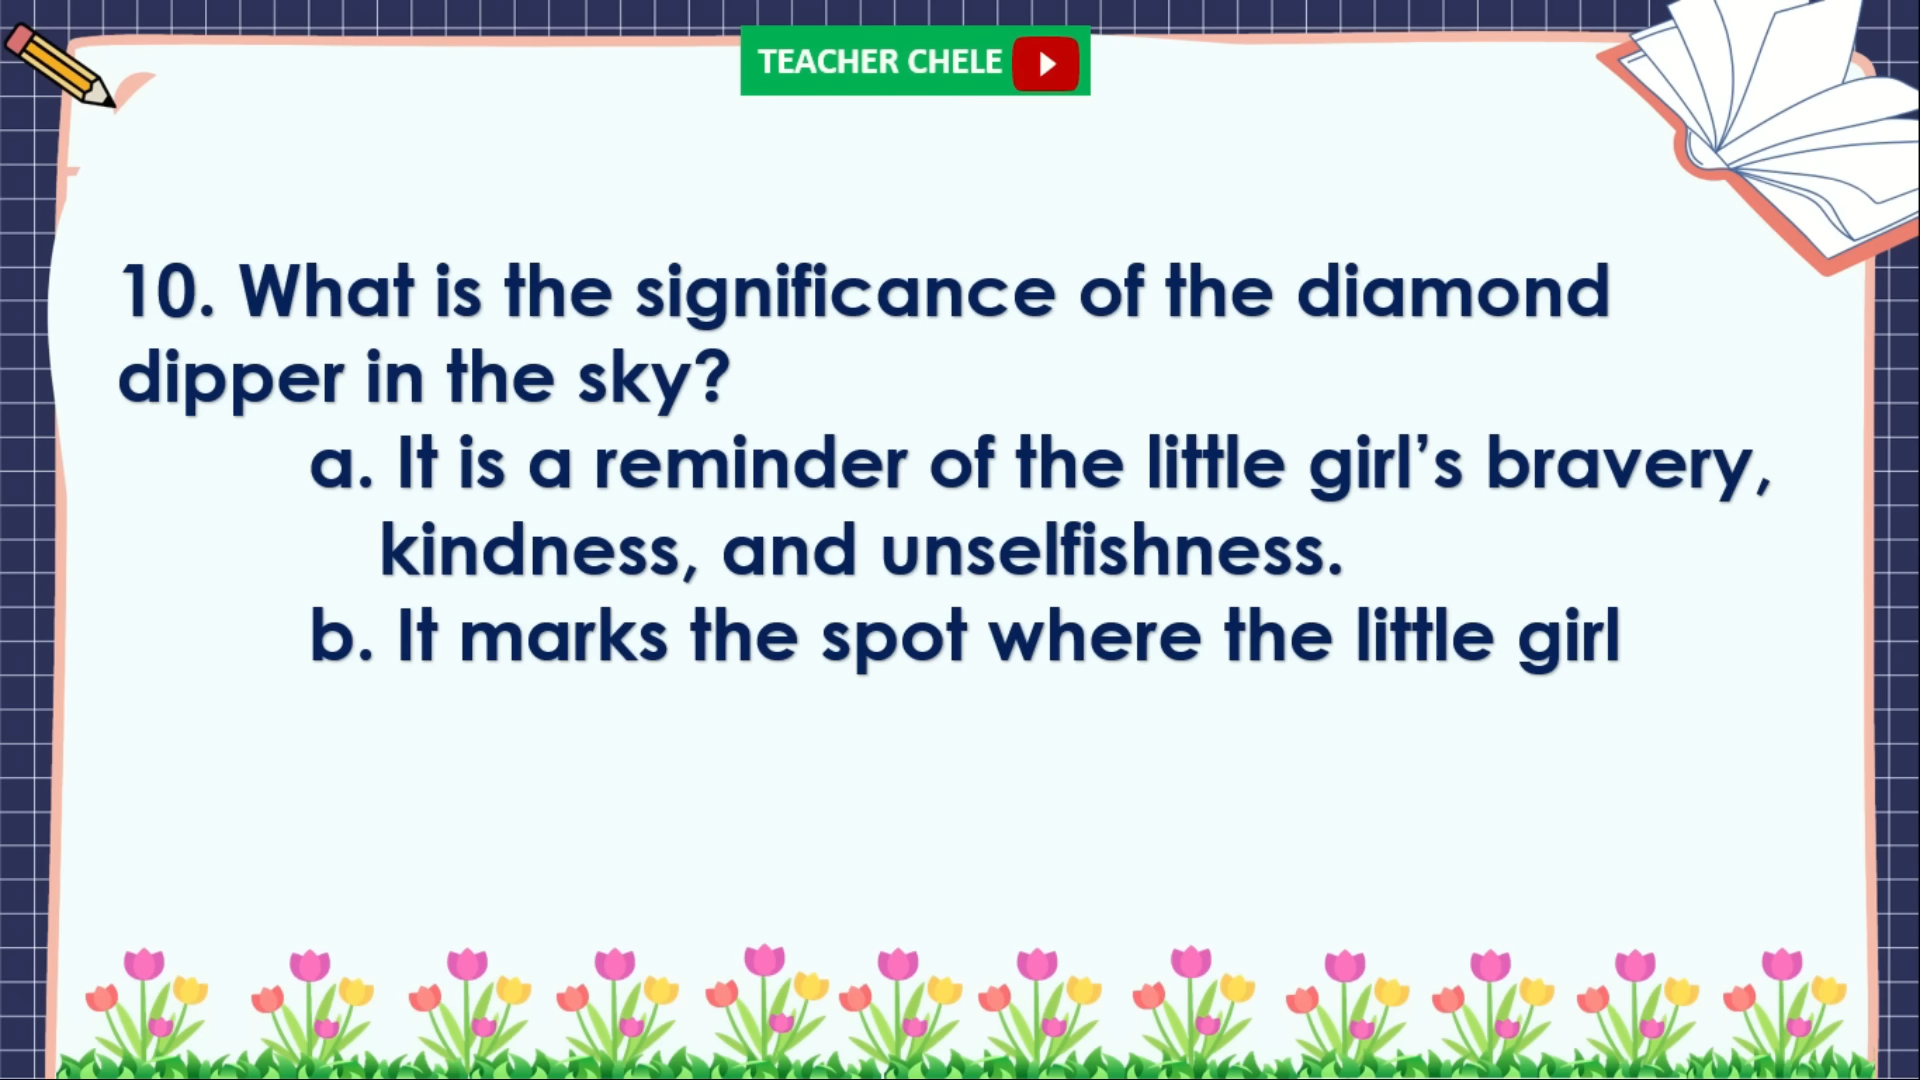 TEACHER CHELE
10. What is the significance of the diamond
dipper in the sky?
a. It is a reminder of the little girl’s bravery,
kindness, and unselfishness.
b. It marks the spot where the little girl